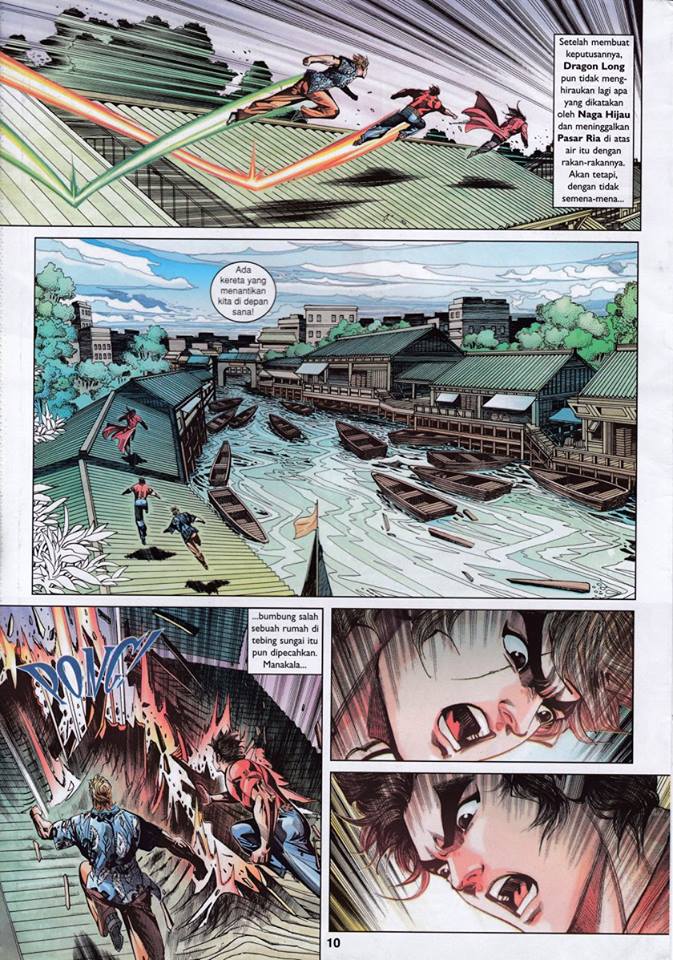 Setelah membuat
keputusannya,
Dragon Long
pun tidak meng-
hiraukan lagi apa
yang dikatakan
oleh Naga Hijau
dan meninggalkan
Pasar Ria di atas
air itu dengan
rakan-rakannya.
Akan tetapi,
dengan tidak
semena-mena...
Ada
kereta yang
menantikan
kita di depan
sana!
...bumbung salah
sebuah rumah di
tebing sungai itu
pun dipecahkan.
Manakala...
PONG!
10